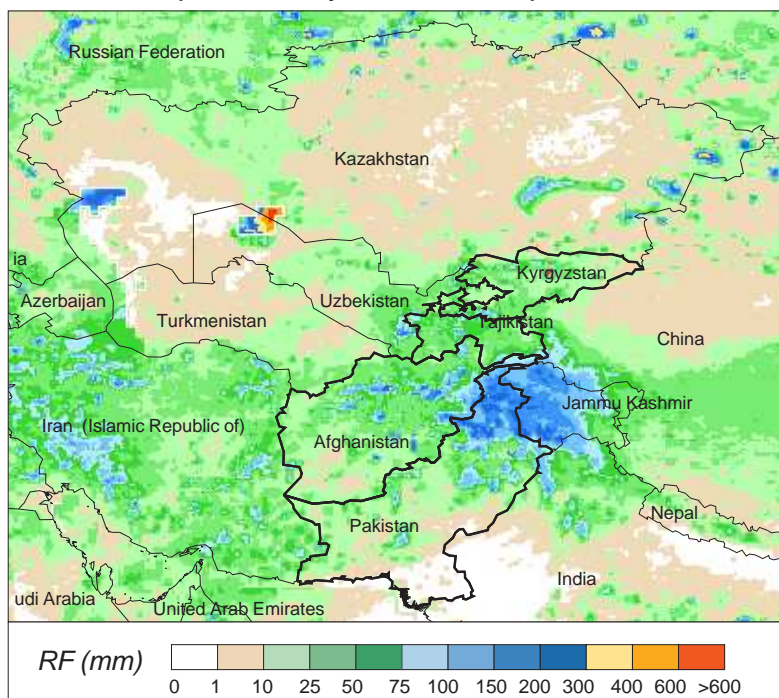 Russian Federation
Kazakhstan
ia
Kyrgyzstan
Azerbaijan
Uzbekistan
Turkmenistan
Tajikistan
China
Jammu Kashmir
Iran (Islamic Republic of)
Afghanistan
Nepal
Pakistan
India
udi Arabia
United Arab Emirates
RF (mm)
0 1 10 25 50 75 100 150 200 300 400 600 >600